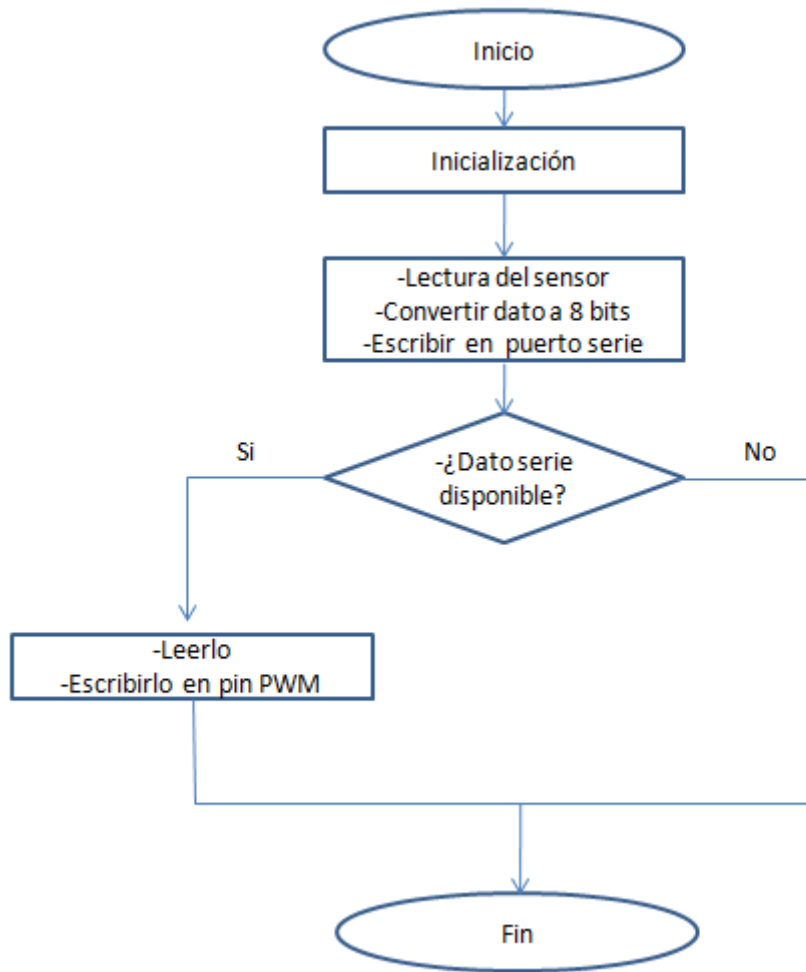 Inicio
Inicialización
-Lectura del sensor
-Convertir dato a 8 bits
-Escribir en puerto serie
Si
-¿Dato serie
disponible?
No
-Leerlo
-Escribirlo en pin PWM
Fin